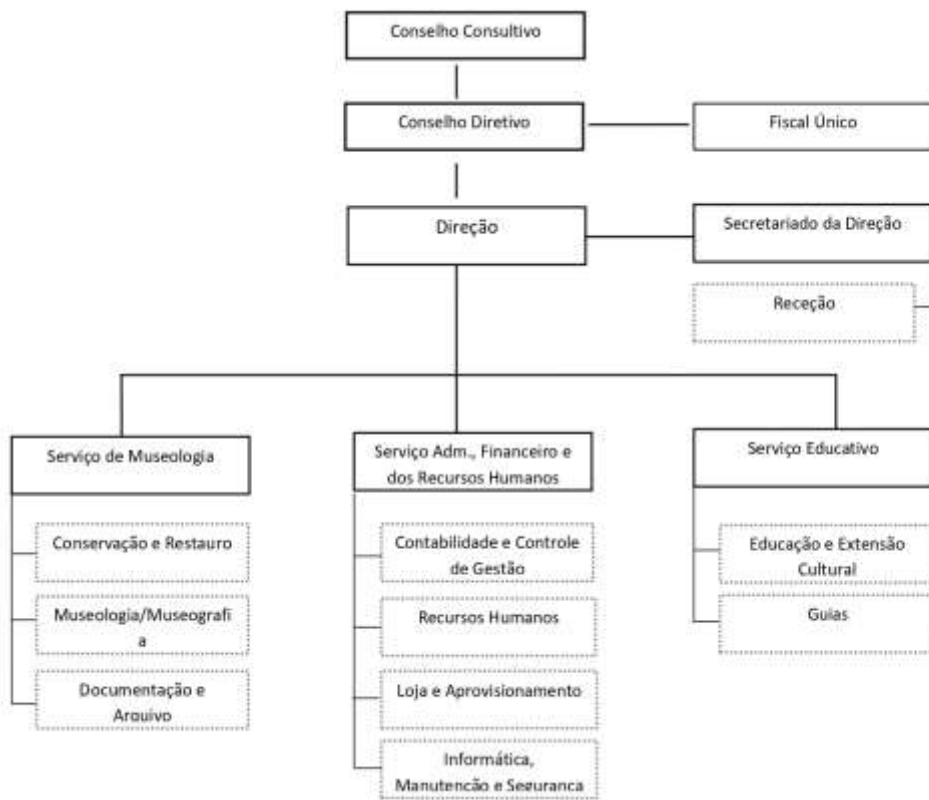 Conselho Consultivo
Conselho Diretivo
Fiscal Único
Direção
Secretariado da Direção
Receção
Serviço de Museologia
Serviço Adm., Financeiro e
dos Recursos Humanos
Serviço Educativo
Conservação e Restauro
Museologia/Museografi
a
Documentação e
Arquivo
Contabilidade e Controle
de Gestão
Recursos Humanos
Loja e Aprovisionamento
Informática,
Manutenção e Segurança
Educação e Extensão
Cultural
Guias